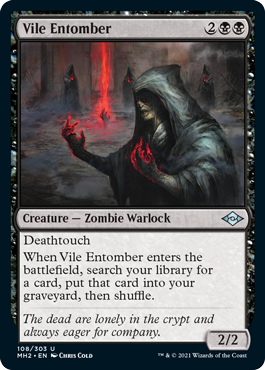 Vile Entomber 2
Creature — Zombie Warlock
Deathtouch
When Vile Entomber enters the
battlefield, search your library for
a card, put that card into your
graveyard, then shuffle.
The dead are lonely in the crypt and
always eager for company.
2/2
108/303 U
MH2 • EN Chris Cold
™ & © 2021 Wizards of the Coast